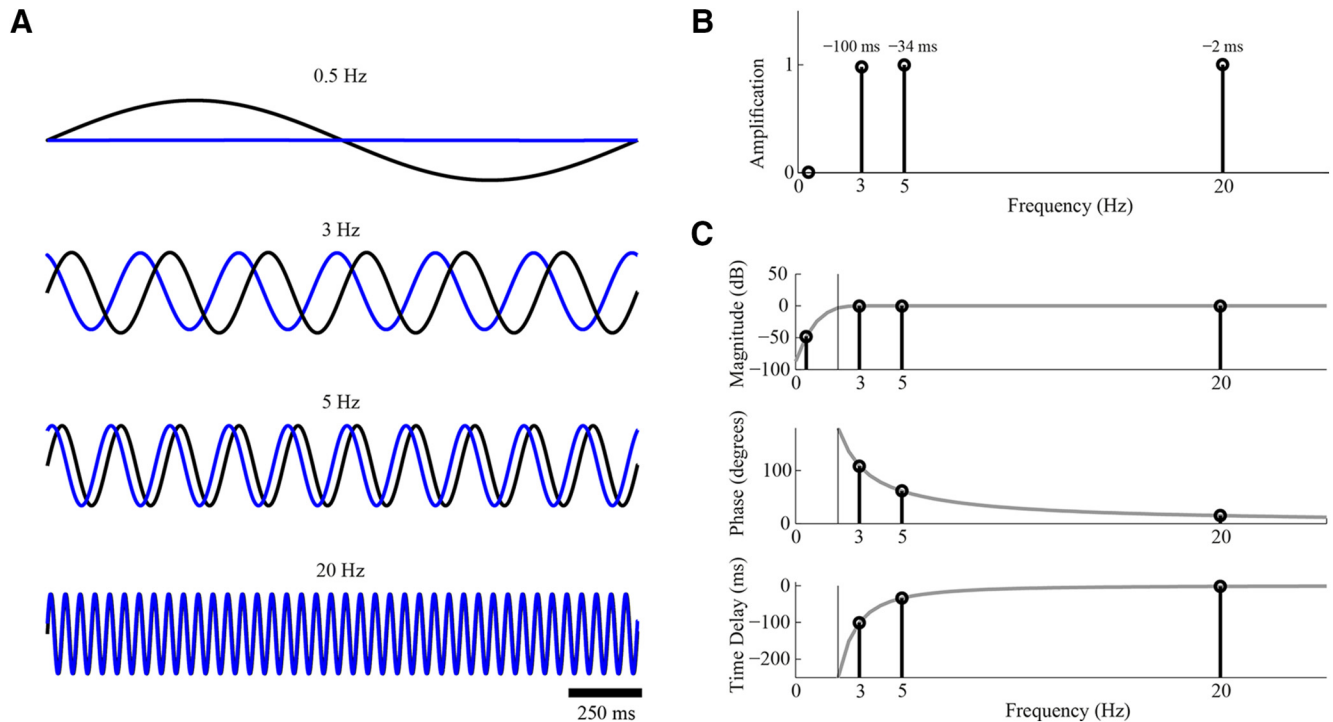 A
0.5 Hz
3 Hz
5 Hz
20 Hz
250 ms
B
−100 ms
−34 ms
−2 ms
Amplification
1
0
0
3
5
20
Frequency (Hz)
C
Magnitude (dB)
50
0
−50
−100
0
3
5
20
Phase (degrees)
100
0
0
3
5
20
Time Delay (ms)
0
−100
−200
0
3
5
20
Frequency (Hz)